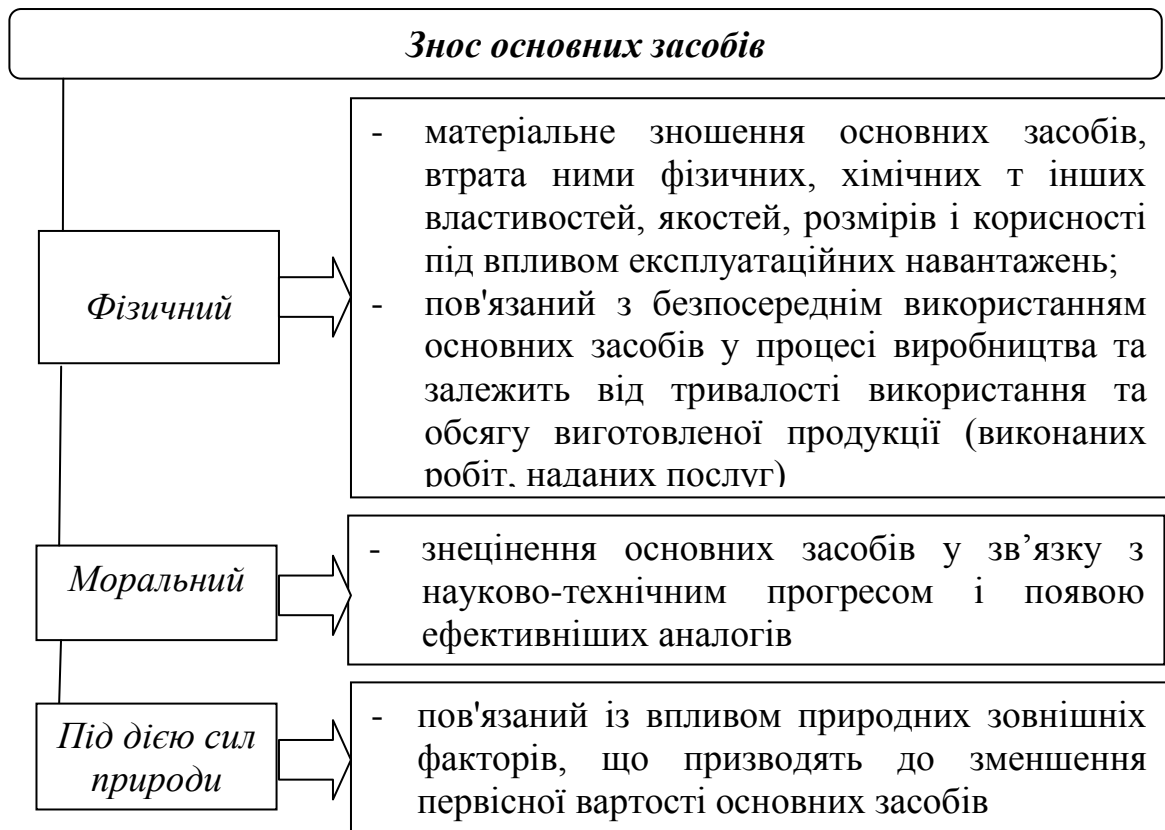 Знос основних засобів
- матеріальне зношення основних засобів,
втрата ними фізичних, хімічних т інших
властивостей, якостей, розмірів і корисності
під впливом експлуатаційних навантажень;
- пов'язаний з безпосереднім використанням
основних засобів у процесі виробництва та
залежить від тривалості використання та
обсягу виготовленої продукції (виконаних
робіт, наданих послуг)
Фізичний
- знецінення основних засобів у зв’язку з
науково-технічним прогресом і появою
ефективніших аналогів
Моральний
- пов'язаний із впливом природних зовнішніх
факторів, що призводять до зменшення
первісної вартості основних засобів
Під дією сил
природи